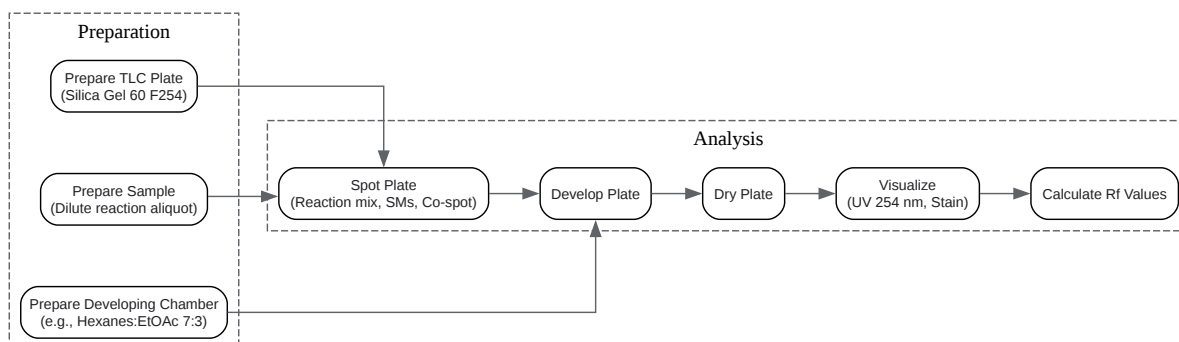 Preparation
Prepare TLC Plate
(Silica Gel 60 F254)
Prepare Sample
(Dilute reaction aliquot)
Prepare Developing Chamber
(e.g., Hexanes:EtOAc 7:3)
Analysis
Spot Plate
(Reaction mix, SMs, Co-spot)
Develop Plate
Dry Plate
Visualize
(UV 254 nm, Stain)
Calculate Rf Values